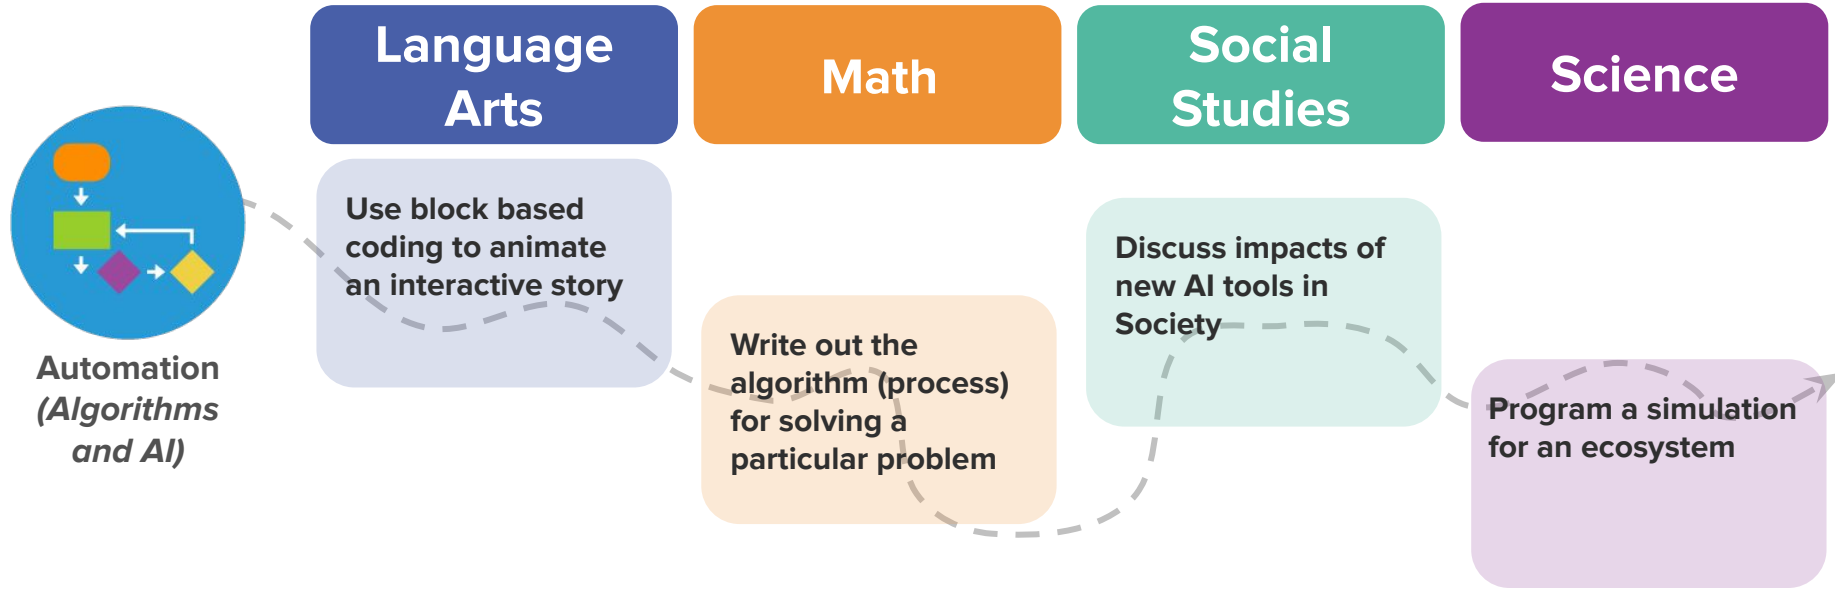 Language
Arts
Math
Social
Studies
Science
Automation
(Algorithms
and AI)
Use block based
coding to animate
an interactive story
Write out the
algorithm (process)
for solving a
particular problem
Discuss impacts of
new AI tools in
Society
Program a simulation
for an ecosystem